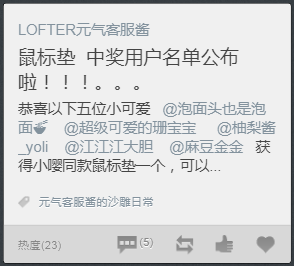 LOFTER元气客服酱
鼠标垫 中奖用户名单公布
啦！！！。。。
恭喜以下五位小可爱 @泡面头也是泡
面🍜 @超级可爱的珊宝宝 @柚梨酱
_yoli @江江江大胆 @麻豆金金 获
得小嘤同款鼠标垫一个，可以...
元气客服酱的沙雕日常
热度(23)
(5)